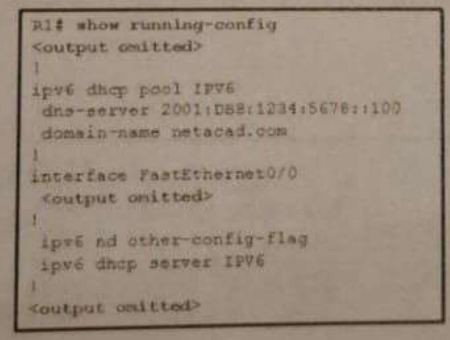 R1# show running-config
<output omitted>
!
ipv6 dhcp pool IPV6
dns-server 2001:DB8:1234:5678::100
domain-name netacad.com
!
interface FastEthernet0/0
<output omitted>
!
ipv6 nd other-config-flag
ipv6 dhcp server IPV6
!
<output omitted>